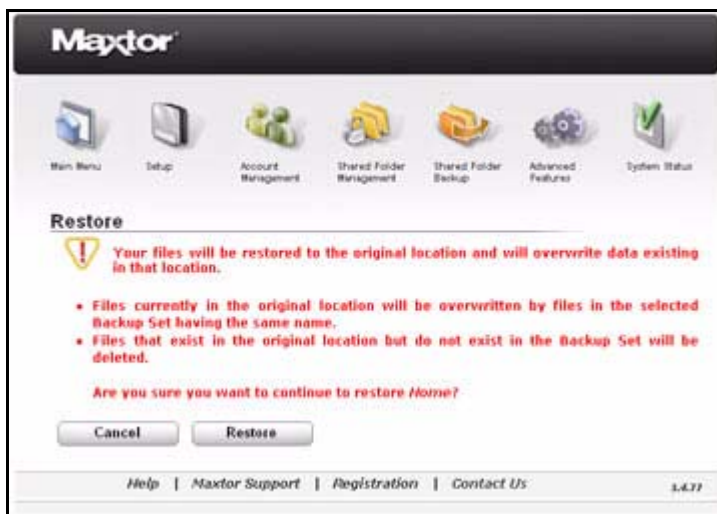 Maxtor
Main Menu
Setup
Account
Management
Shared Folder
Management
Shared Folder
Backup
Advanced
Features
System Status
Restore
Your files will be restored to the original location and will overwrite data existing
in that location.
• Files currently in the original location will be overwritten by files in the selected
Backup Set having the same name.
• Files that exist in the original location but do not exist in the Backup Set will be
deleted.
Are you sure you want to continue to restore Home?
Cancel Restore
Help | Maxtor Support | Registration | Contact Us